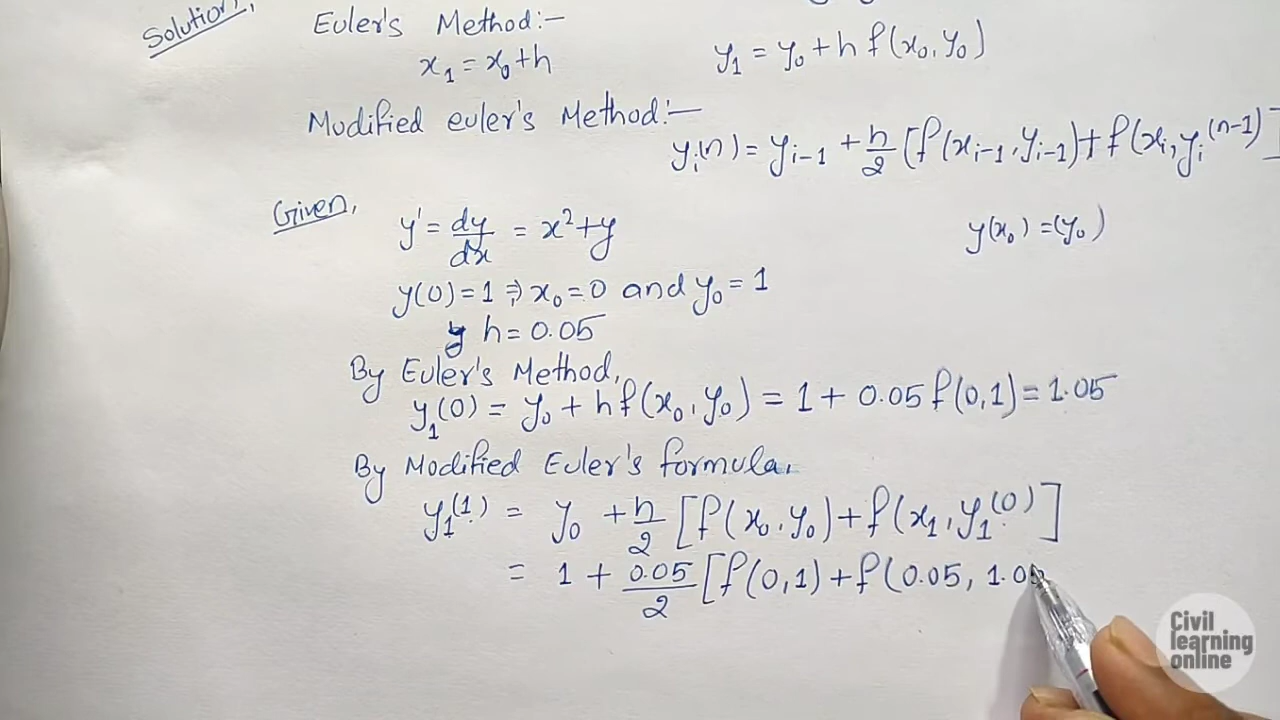 Solution,
Euler's Method:-
x₁ = x₀ + h y₁ = y₀ + h f(x₀, y₀)
Modified euler's Method:-
yᵢ(n) = yᵢ₋₁ + h/2 [f(xᵢ₋₁, yᵢ₋₁) + f(xᵢ, yᵢ⁽ⁿ⁻¹⁾]
Given,
y' = dy/dx = x² + y y(x₀) = (y₀)
y(0) = 1 ⇒ x₀ = 0 and y₀ = 1
h = 0.05
By Euler's Method,
y₁(0) = y₀ + h f(x₀, y₀) = 1 + 0.05 f(0,1) = 1.05
By Modified Euler's formula,
y₁⁽¹⁾ = y₀ + h/2 [f(x₀, y₀) + f(x₁, y₁⁽⁰⁾]
= 1 + 0.05/2 [f(0,1) + f(0.05, 1.05
Civil
learning
online